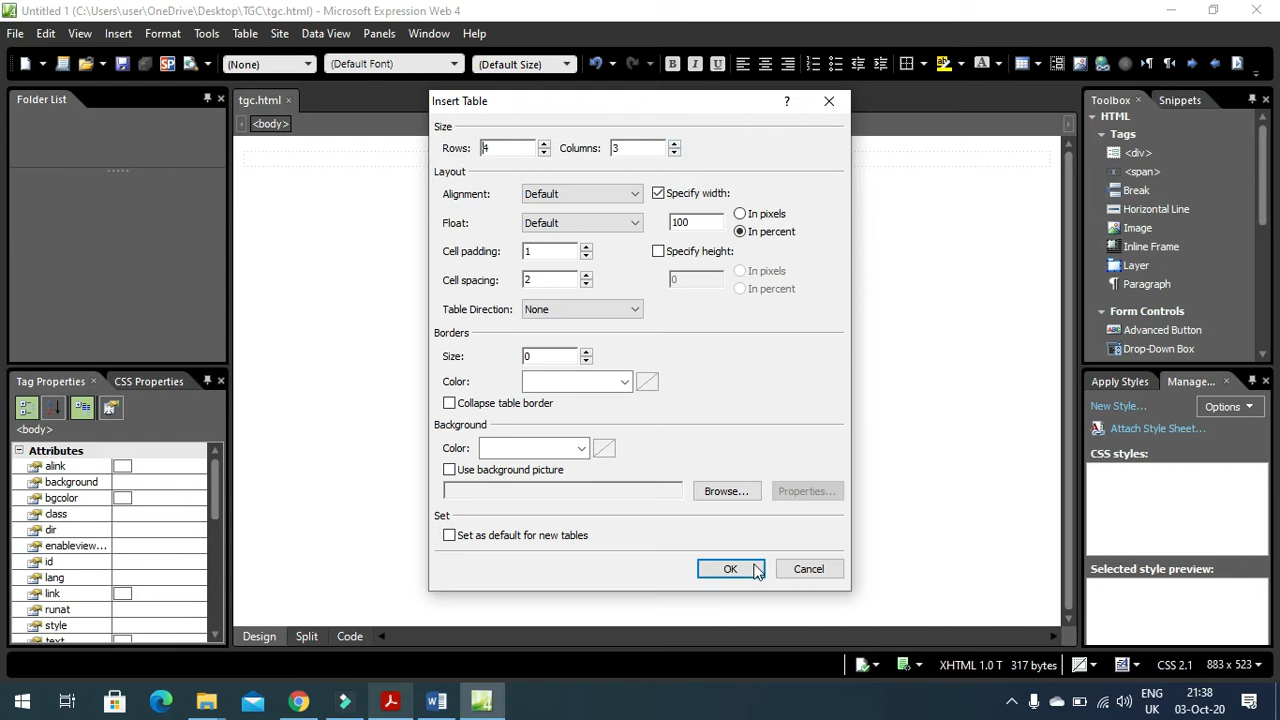 Untitled 1 (C:\Users\user\OneDrive\Desktop\TGC\tgc.html) - Microsoft Expression Web 4
File Edit View Insert Format Tools Table Site Data View Panels Window Help
(None) (Default Font) (Default Size) B I U A
Folder List
tgc.html
<body>
Insert Table
Size
Rows: 4 Columns: 3
Layout
Alignment: Default Specify width:
100 In pixels
In percent
Float: Default
Cell padding: 1 Specify height:
0 In pixels
In percent
Cell spacing: 2
Table Direction: None
Borders
Size: 0
Color:
Collapse table border
Background
Color:
Use background picture
Browse... Properties...
Set
Set as default for new tables
OK Cancel
Toolbox Snippets
HTML
Tags
<div>
<span>
Break
Horizontal Line
Image
Inline Frame
Layer
Paragraph
Form Controls
Advanced Button
Drop-Down Box
Tag Properties CSS Properties
<body>
Attributes
alink
background
bgcolor
class
dir
enableview...
id
lang
link
runat
style
text
Apply Styles Manage...
New Style... Options
Attach Style Sheet...
CSS styles:
Selected style preview:
Design Split Code
XHTML 1.0 T 317 bytes CSS 2.1 883 x 523
ENG
UK
21:38
03-Oct-20